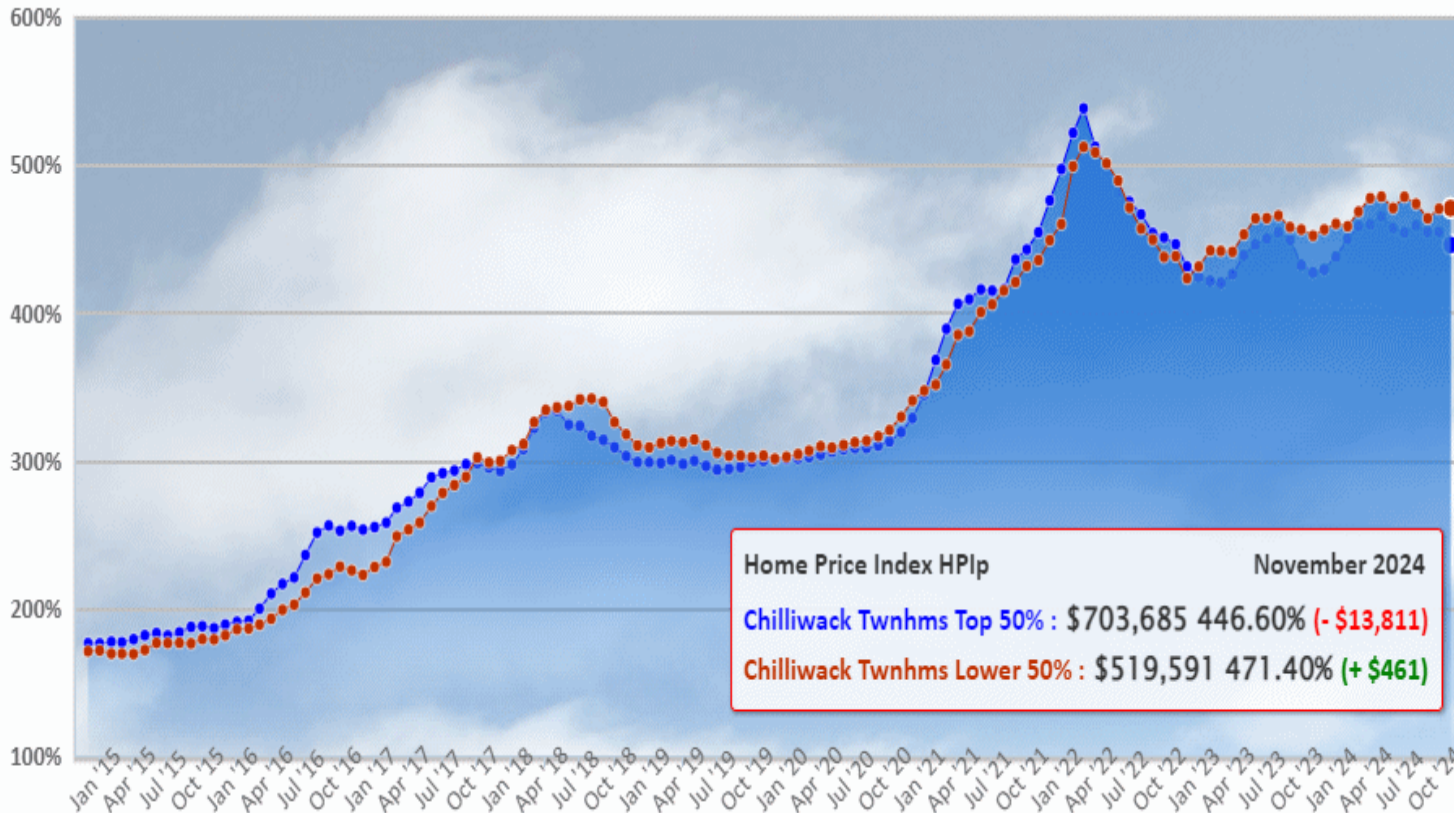 600%
500%
400%
300%
200%
100%
Home Price Index HPIp November 2024
Chilliwack Twnhms Top 50% : $703,685 446.60% (- $13,811)
Chilliwack Twnhms Lower 50% : $519,591 471.40% (+ $461)
Jan '15 Apr '15 Jul '15 Oct '15 Jan '16 Apr '16 Jul '16 Oct '16 Jan '17 Apr '17 Jul '17 Oct '17 Jan '18 Apr '18 Jul '18 Oct '18 Jan '19 Apr '19 Jul '19 Oct '19 Jan '20 Apr '20 Jul '20 Oct '20 Jan '21 Apr '21 Jul '21 Oct '21 Jan '22 Apr '22 Jul '22 Oct '22 Jan '23 Apr '23 Jul '23 Oct '23 Jan '24 Apr '24 Jul '24 Oct '2